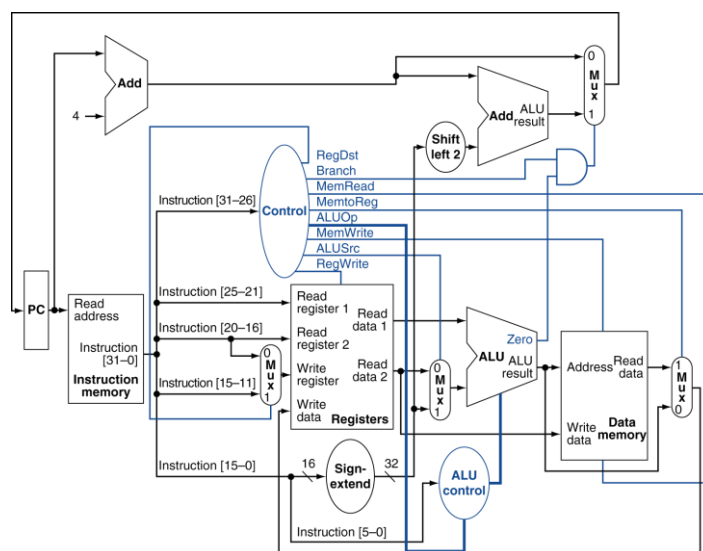 0
M
u
x
1
Add
ALU
Add result
4
Shift
left 2
RegDst
Branch
MemRead
MemtoReg
ALUOp
MemWrite
ALUSrc
RegWrite
Control
Instruction [31–26]
Instruction [25–21]
Instruction [20–16]
Instruction [15–11]
Instruction [15–0]
Instruction [5–0]
PC
Read
address
Instruction
[31–0]
Instruction
memory
0
M
u
x
1
Read
register 1
Read
register 2
Write
register
Write
data
Read
data 1
Read
data 2
Registers
0
M
u
x
1
Zero
ALU
ALU
result
Address
Read
data
Write
data
Data
memory
1
M
u
x
0
16
Sign-
extend
32
ALU
control